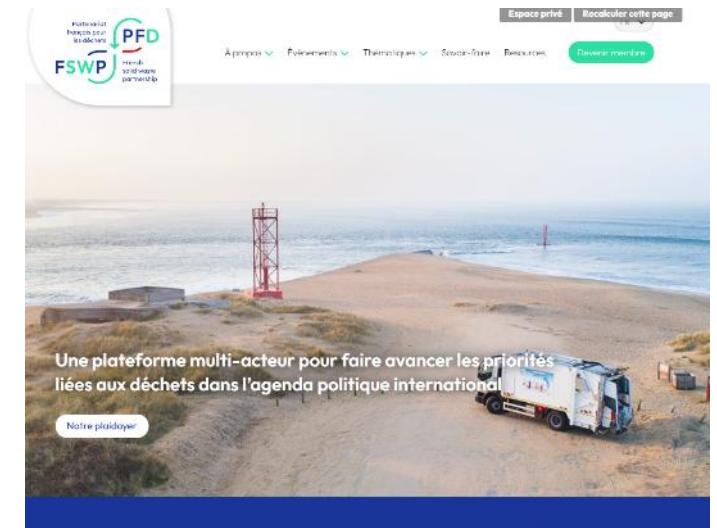 Partenariat
français pour
les déchets
PFD
FSWP
French
solid waste
partnership
Espace privé
Recalculer cette page
À propos
Événements
Thématiques
Savoir-faire
Resources
Devenir membre
Une plateforme multi-acteur pour faire avancer les priorités
liées aux déchets dans l'agenda politique international
Notre plaidoyer